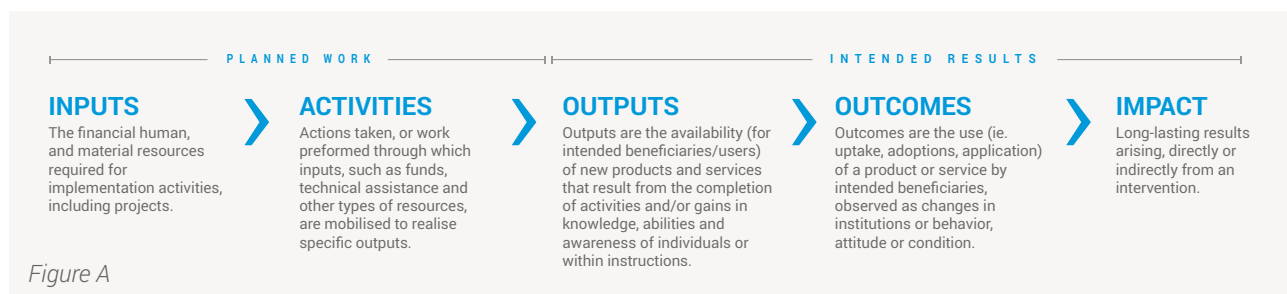 PLANNED WORK
INTENDED RESULTS
INPUTS
The financial human,
and material resources
required for
implementation activities,
including projects.
ACTIVITIES
Actions taken, or work
preformed through which
inputs, such as funds,
technical assistance and
other types of resources,
are mobilised to realise
specific outputs.
OUTPUTS
Outputs are the availability (for
intended beneficiaries/users)
of new products and services
that result from the completion
of activities and/or gains in
knowledge, abilities and
awareness of individuals or
within instructions.
OUTCOMES
Outcomes are the use (ie.
uptake, adoptions, application)
of a product or service by
intended beneficiaries,
observed as changes in
institutions or behavior,
attitude or condition.
IMPACT
Long-lasting results
arising, directly or
indirectly from an
intervention.
Figure A